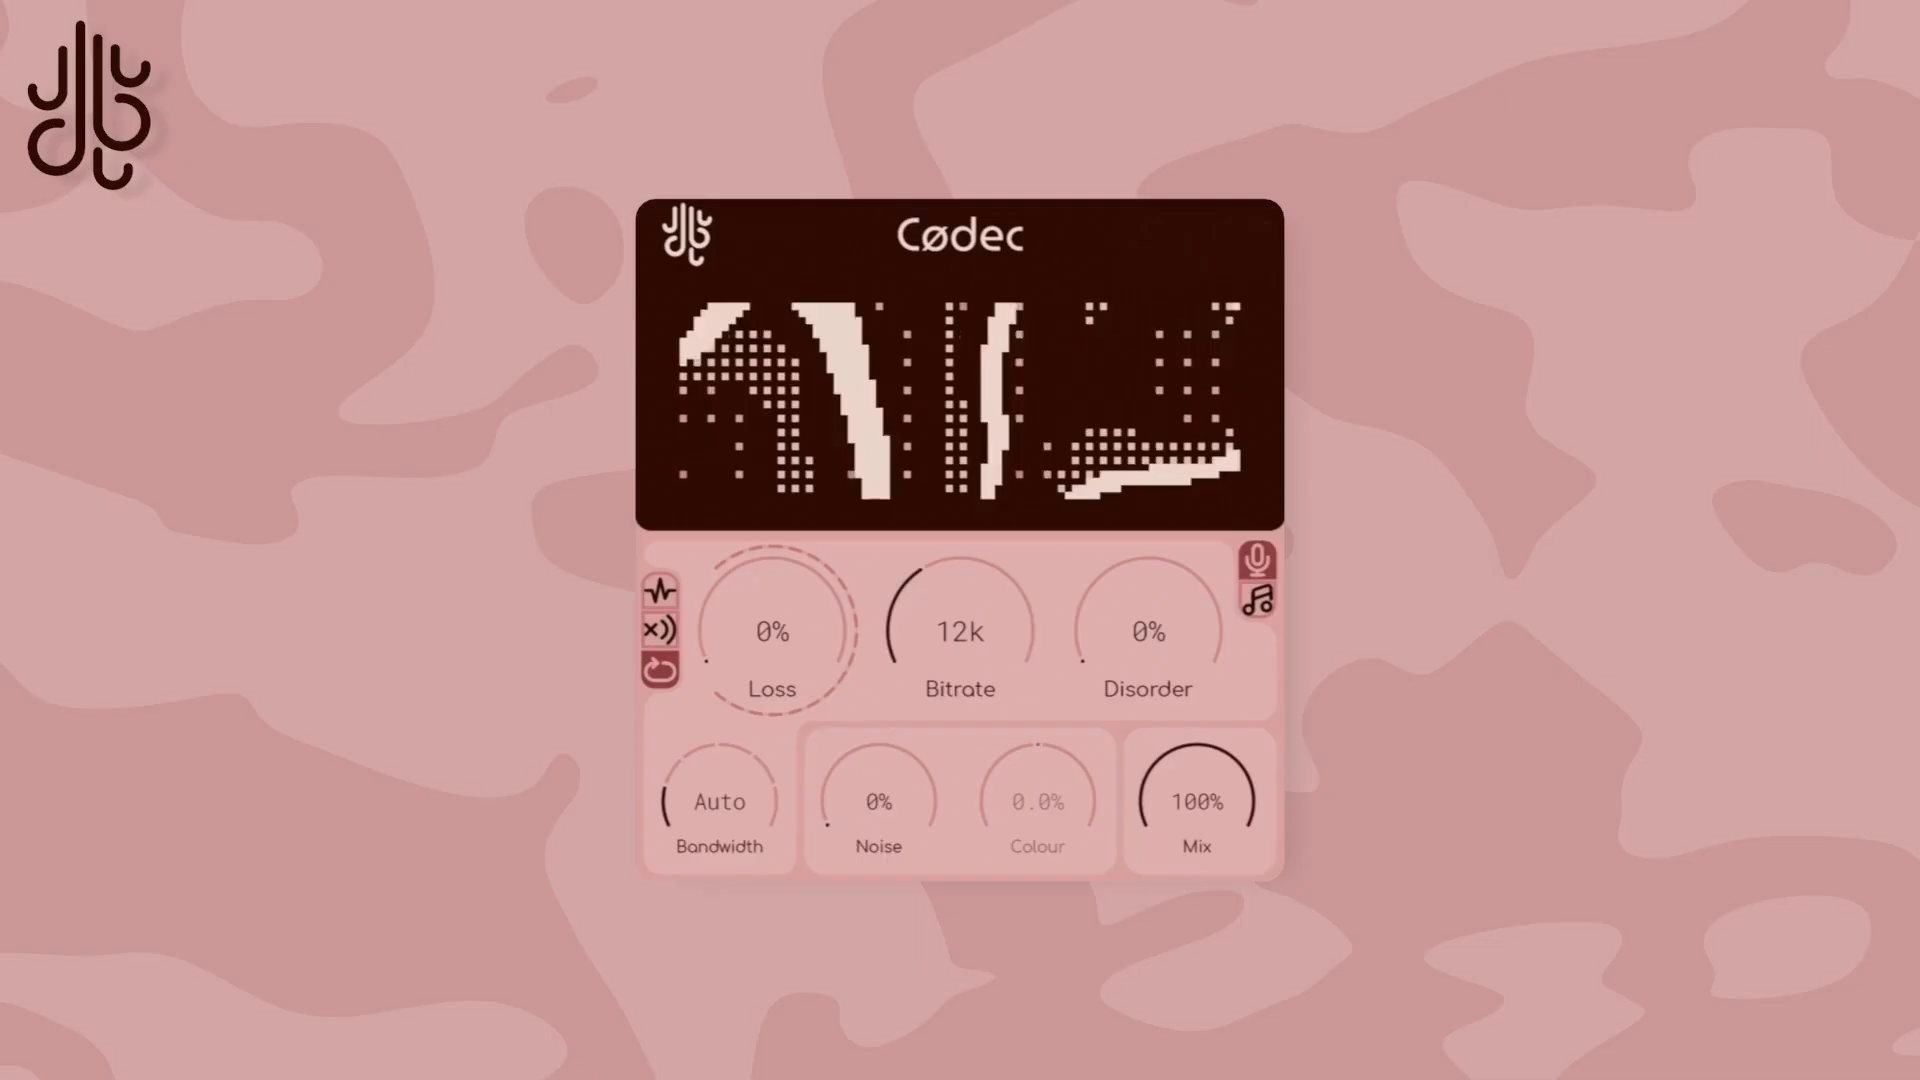 Cødec
0% 12k 0%
Loss Bitrate Disorder
Auto 0% 0.0% 100%
Bandwidth Noise Colour Mix